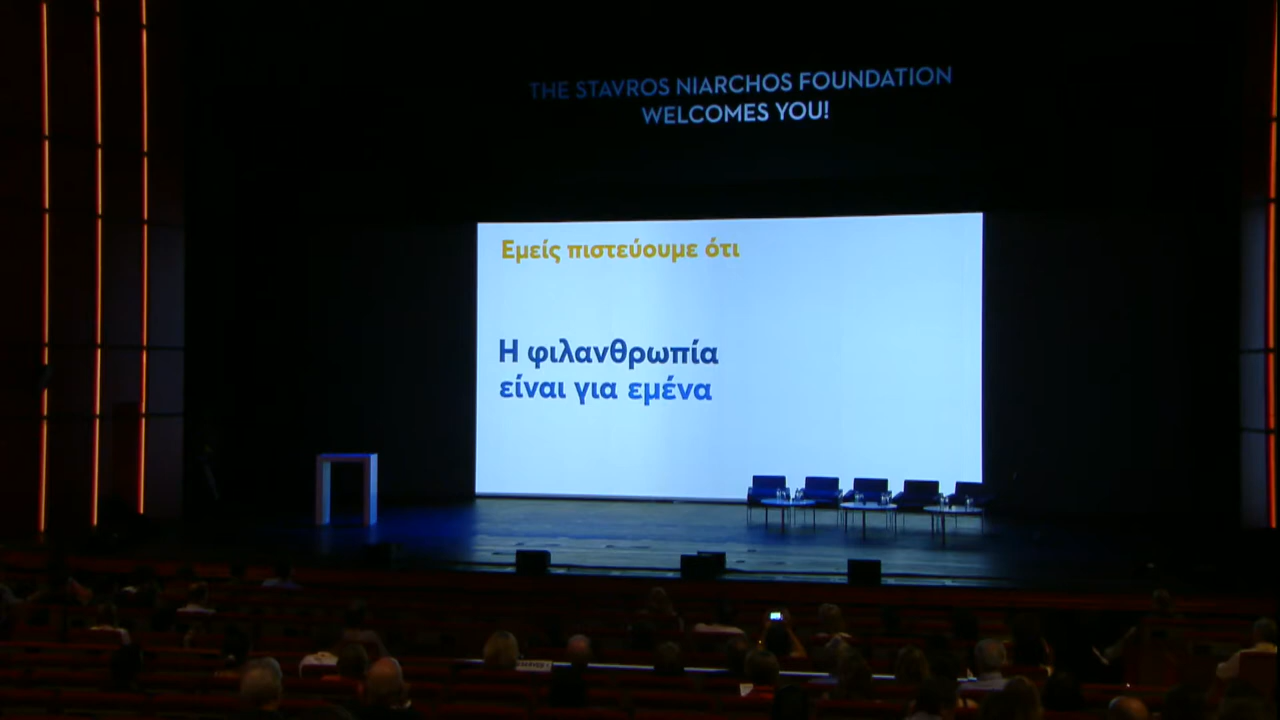 THE STAVROS NIARCHOS FOUNDATION
WELCOMES YOU!
Εμείς πιστεύουμε ότι
Η φιλανθρωπία
είναι για εμένα